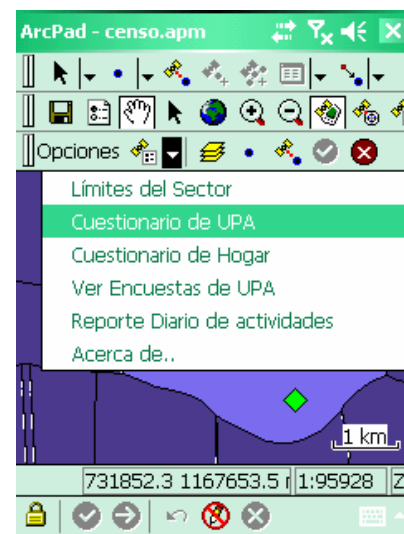 ArcPad - censo.apm
Opciones
Límites del Sector
Cuestionario de UPA
Cuestionario de Hogar
Ver Encuestas de UPA
Reporte Diario de actividades
Acerca de..
1 km
731852.3 1167653.5 1:95928 Z